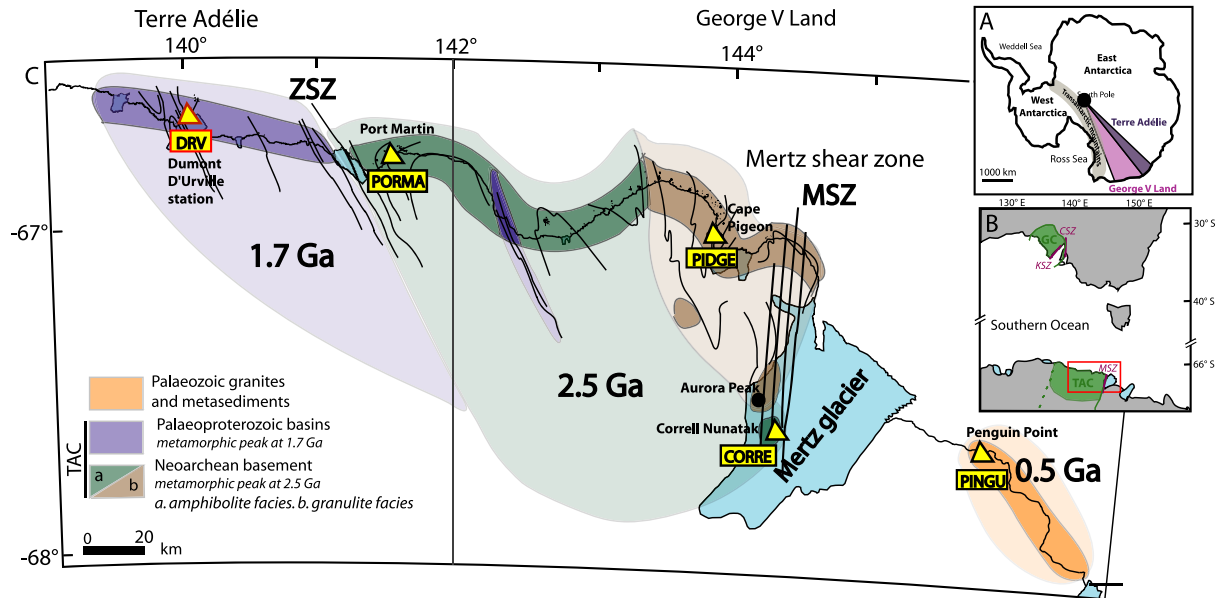 Terre Adélie
George V Land
140°
142°
144°
C
ZSZ
Port Martin
DRV
Dumont
D'Urville
station
PORMA
Mertz shear zone
MSZ
Cape
Pigeon
PIDGE
-67°
1.7 Ga
2.5 Ga
Aurora Peak
Correll Nunatak
CORRE
Mertz glacier
Penguin Point
PINGU
0.5 Ga
-68°
Palaeozoic granites
and metasediments
TAC
Palaeoproterozoic basins
metamorphic peak at 1.7 Ga
a
b
Neoarchean basement
metamorphic peak at 2.5 Ga
a. amphibolite facies. b. granulite facies
0
20
km
A
Weddell Sea
East
Antarctica
West
Antarctica
South Pole
Transantarctic mountains
Terre Adélie
Ross Sea
George V Land
1000 km
130°E
140°E
150°E
B
GC
CSZ
KSZ
30°S
40° S
Southern Ocean
66°S
MSZ
TAC